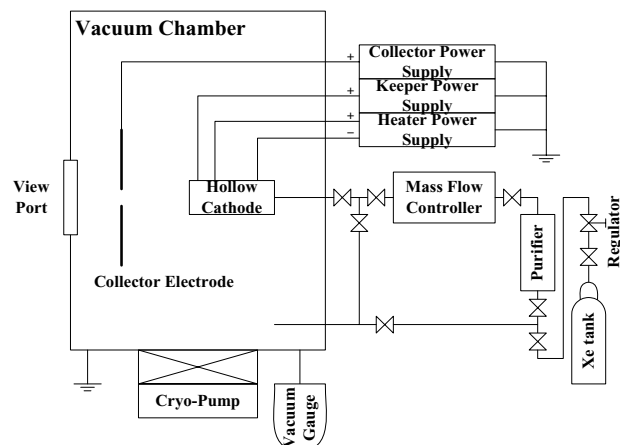 Vacuum Chamber
Collector Power
Supply
Keeper Power
Supply
Heater Power
Supply
+
+
+
−
View
Port
Hollow
Cathode
Mass Flow
Controller
Regulator
Purifier
Collector Electrode
Xe tank
Cryo-Pump
Vacuum
Gauge